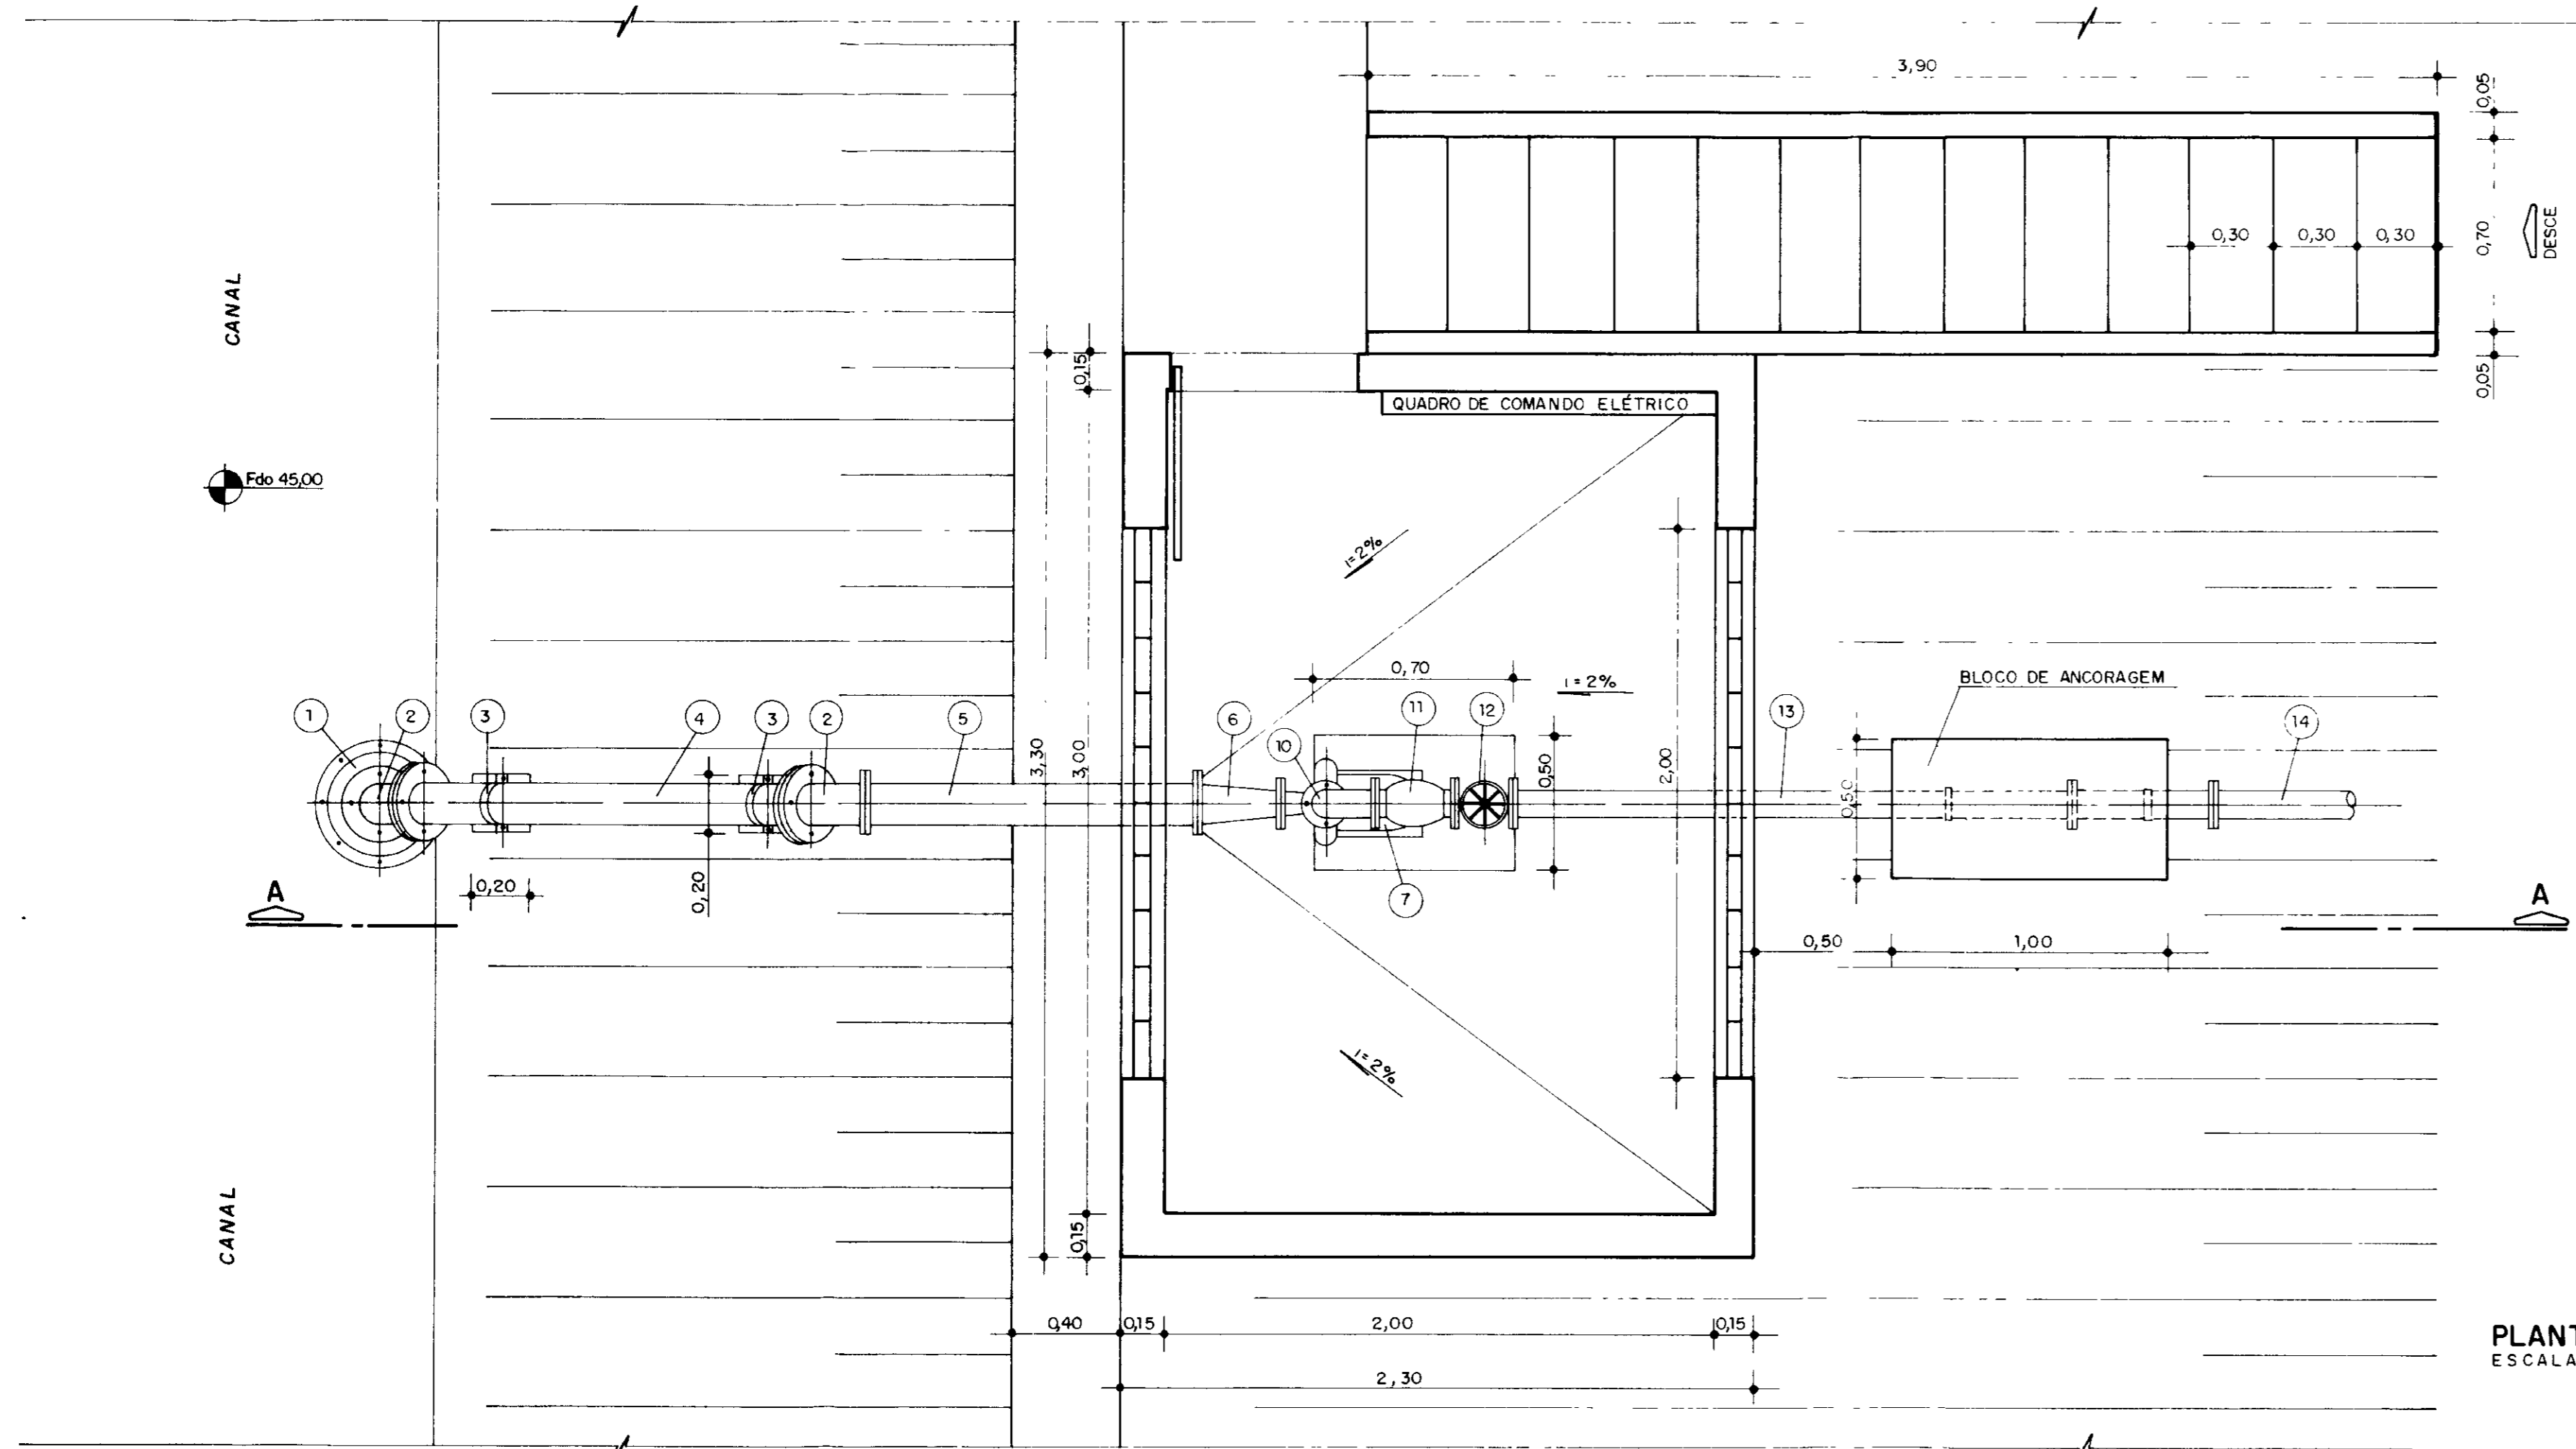 3,90
0,05
CANAL
0,30
0,30
0,30
0,70
DESCE
0,15
0,05
QUADRO DE COMANDO ELÉTRICO
Fdo 45,00
i=2%
0,70
i=2%
BLOCO DE ANCORAGEM
1
2
3
4
3
2
5
6
10
11
12
13
14
3,30
3,00
0,50
2,00
0,50
7
A
0,20
0,20
A
0,50
1,00
i=2%
CANAL
0,15
0,40
0,15
2,00
0,15
2,30
PLANT
ESCALA